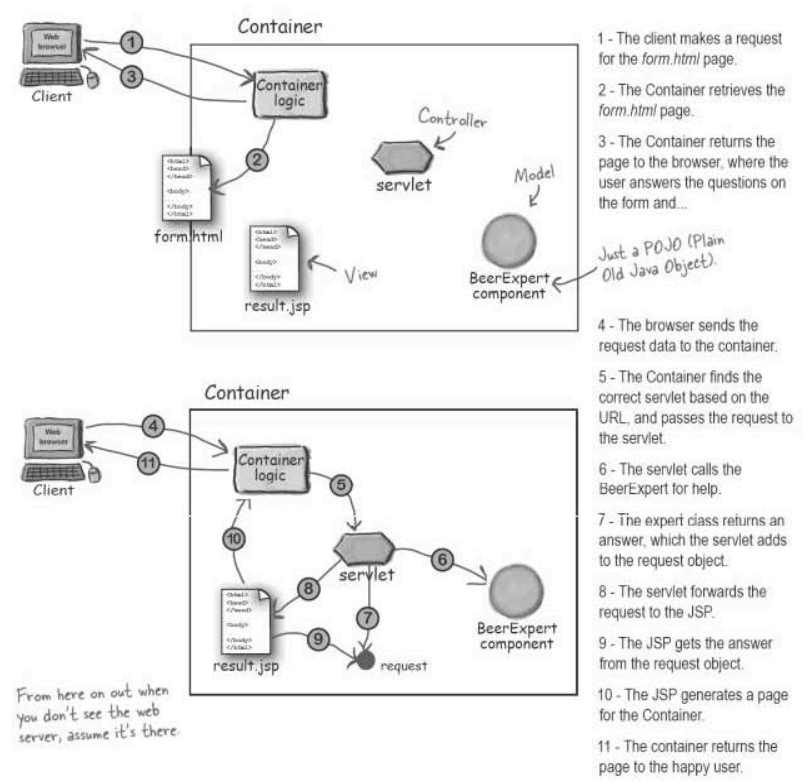 Container
Web
browser
Client
1
3
Container
logic
2
<html>
<head>
</head>
<body>
</body>
</html>
form.html
<html>
<head>
</head>
<body>
</body>
</html>
result.jsp
View
Controller
servlet
Model
BeerExpert
component
Just a POJO (Plain
Old Java Object).
1 - The client makes a request
for the form.html page.
2 - The Container retrieves the
form.html page.
3 - The Container returns the
page to the browser, where the
user answers the questions on
the form and...
Container
Web
browser
Client
4
11
Container
logic
5
10
servlet
6
8
7
9
<html>
<head>
</head>
<body>
</body>
</html>
result.jsp
request
BeerExpert
component
From here on out when
you don't see the web
server, assume it's there.
4 - The browser sends the
request data to the container.
5 - The Container finds the
correct servlet based on the
URL, and passes the request to
the servlet.
6 - The servlet calls the
BeerExpert for help.
7 - The expert class returns an
answer, which the servlet adds
to the request object.
8 - The servlet forwards the
request to the JSP.
9 - The JSP gets the answer
from the request object.
10 - The JSP generates a page
for the Container.
11 - The container returns the
page to the happy user.